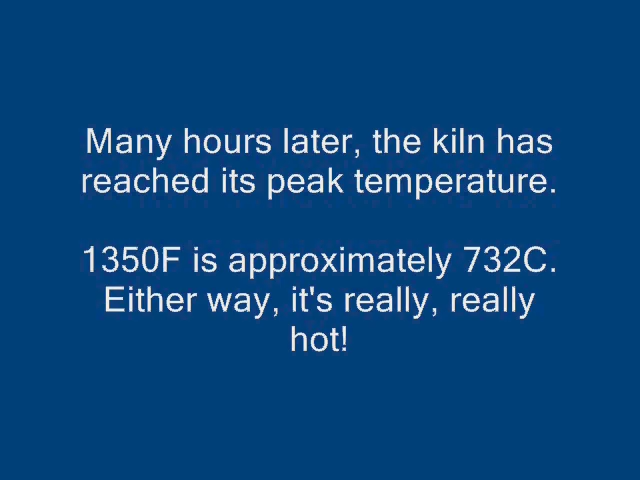 Many hours later, the kiln has
reached its peak temperature.
1350F is approximately 732C.
Either way, it's really, really
hot!